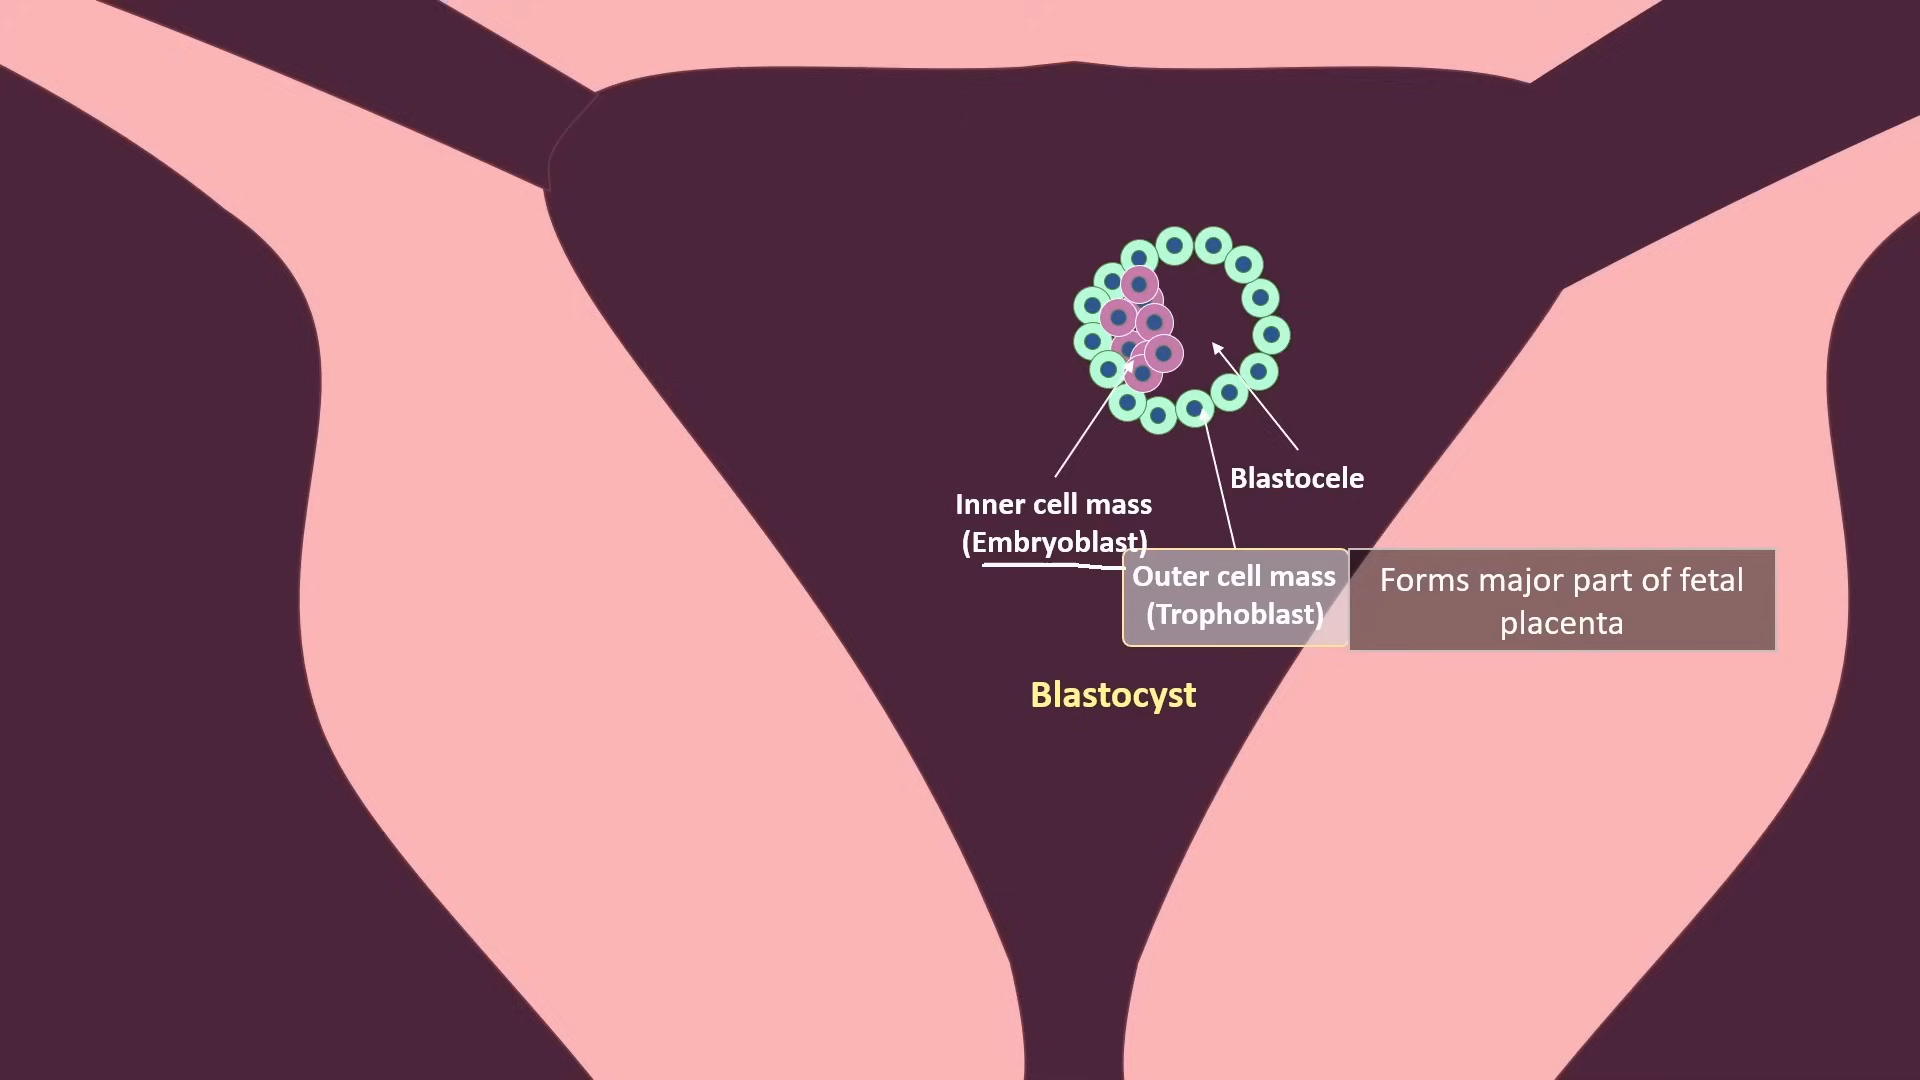 Blastocele
Inner cell mass
(Embryoblast)
Outer cell mass
(Trophoblast)
Forms major part of fetal
placenta
Blastocyst